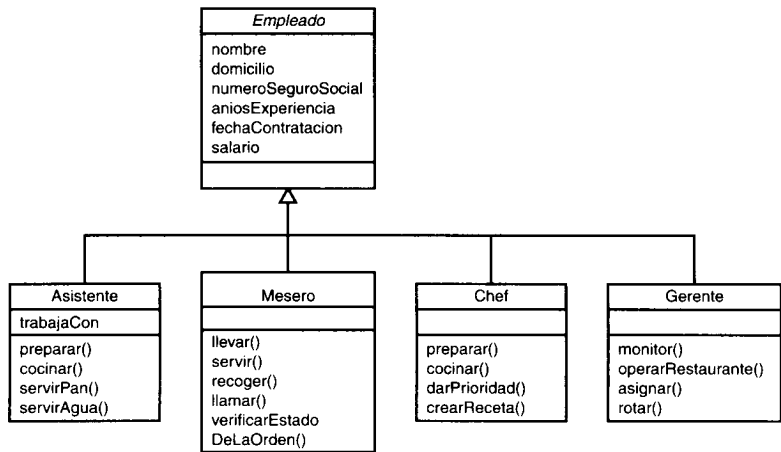 Empleado
nombre
domicilio
numeroSeguroSocial
aniosExperiencia
fechaContratacion
salario
Asistente
trabajaCon
preparar()
cocinar()
servirPan()
servirAgua()
Mesero
llevar()
servir()
recoger()
llamar()
verificarEstado
DeLaOrden()
Chef
preparar()
cocinar()
darPrioridad()
crearReceta()
Gerente
monitor()
operarRestaurante()
asignar()
rotar()